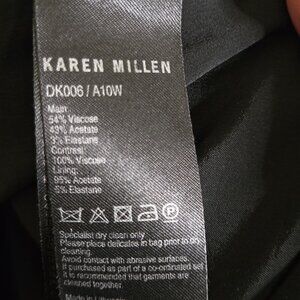 KAREN MILLEN
DK006 / A10W
Main:
54% Viscose
43% Acetate
3% Elastane
Contrast:
100% Viscose
Lining:
95% Acetate
5% Elastane
Specialist dry clean only
Please place delicates in bag prior to dry
cleaning.
Avoid contact with abrasive surfaces.
If purchased as part of a co-ordinated set
it is recommended that garments are
cleaned together.
Made in